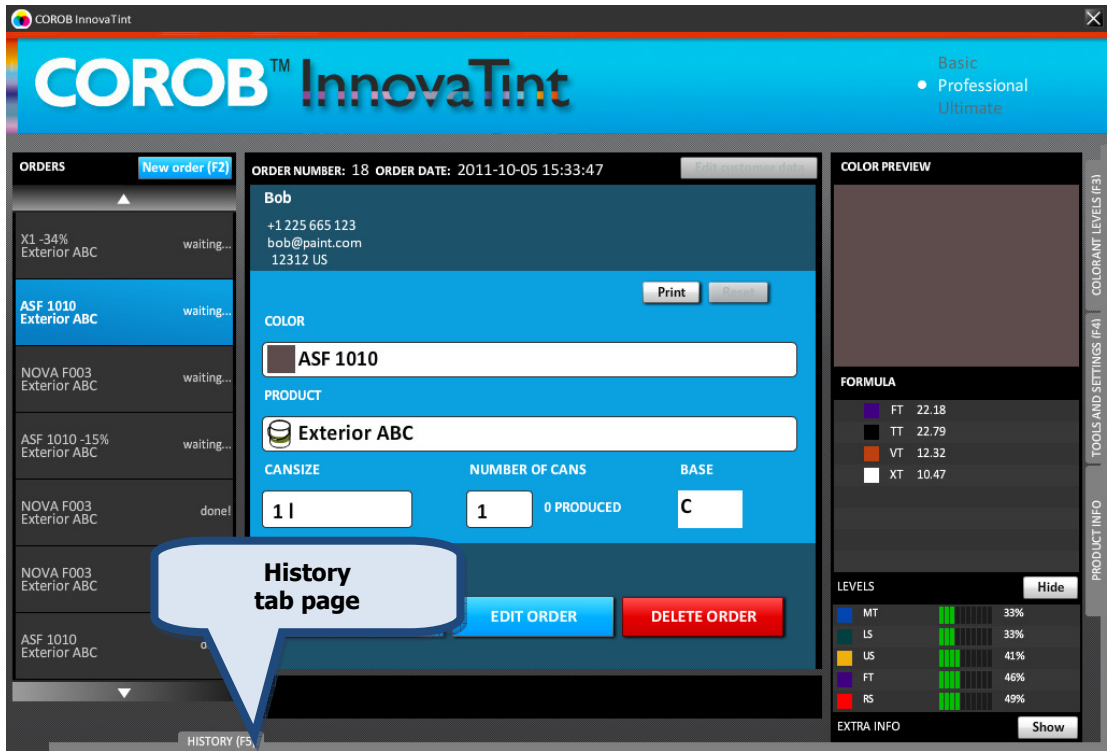 COROB InnovaTint
COROB™ InnovaTint
Basic
Professional
Ultimate
ORDERS
New order (F2)
X1 -34%
Exterior ABC
waiting...
ASF 1010
Exterior ABC
waiting...
NOVA F003
Exterior ABC
waiting...
ASF 1010 -15%
Exterior ABC
waiting...
NOVA F003
Exterior ABC
done!
NOVA F003
Exterior ABC
ASF 1010
Exterior ABC
ORDER NUMBER: 18 ORDER DATE: 2011-10-05 15:33:47
Edit customer data
Bob
+1 225 665 123
bob@paint.com
12312 US
Print
Reset
COLOR
ASF 1010
PRODUCT
Exterior ABC
CANSIZE
NUMBER OF CANS
BASE
1 l
1
0 PRODUCED
C
EDIT ORDER
DELETE ORDER
History
tab page
HISTORY (F5)
COLOR PREVIEW
FORMULA
FT 22.18
TT 22.79
VT 12.32
XT 10.47
LEVELS
Hide
MT 33%
LS 33%
US 41%
FT 46%
RS 49%
EXTRA INFO
Show
COLORANT LEVELS (F3)
TOOLS AND SETTINGS (F4)
PRODUCT INFO